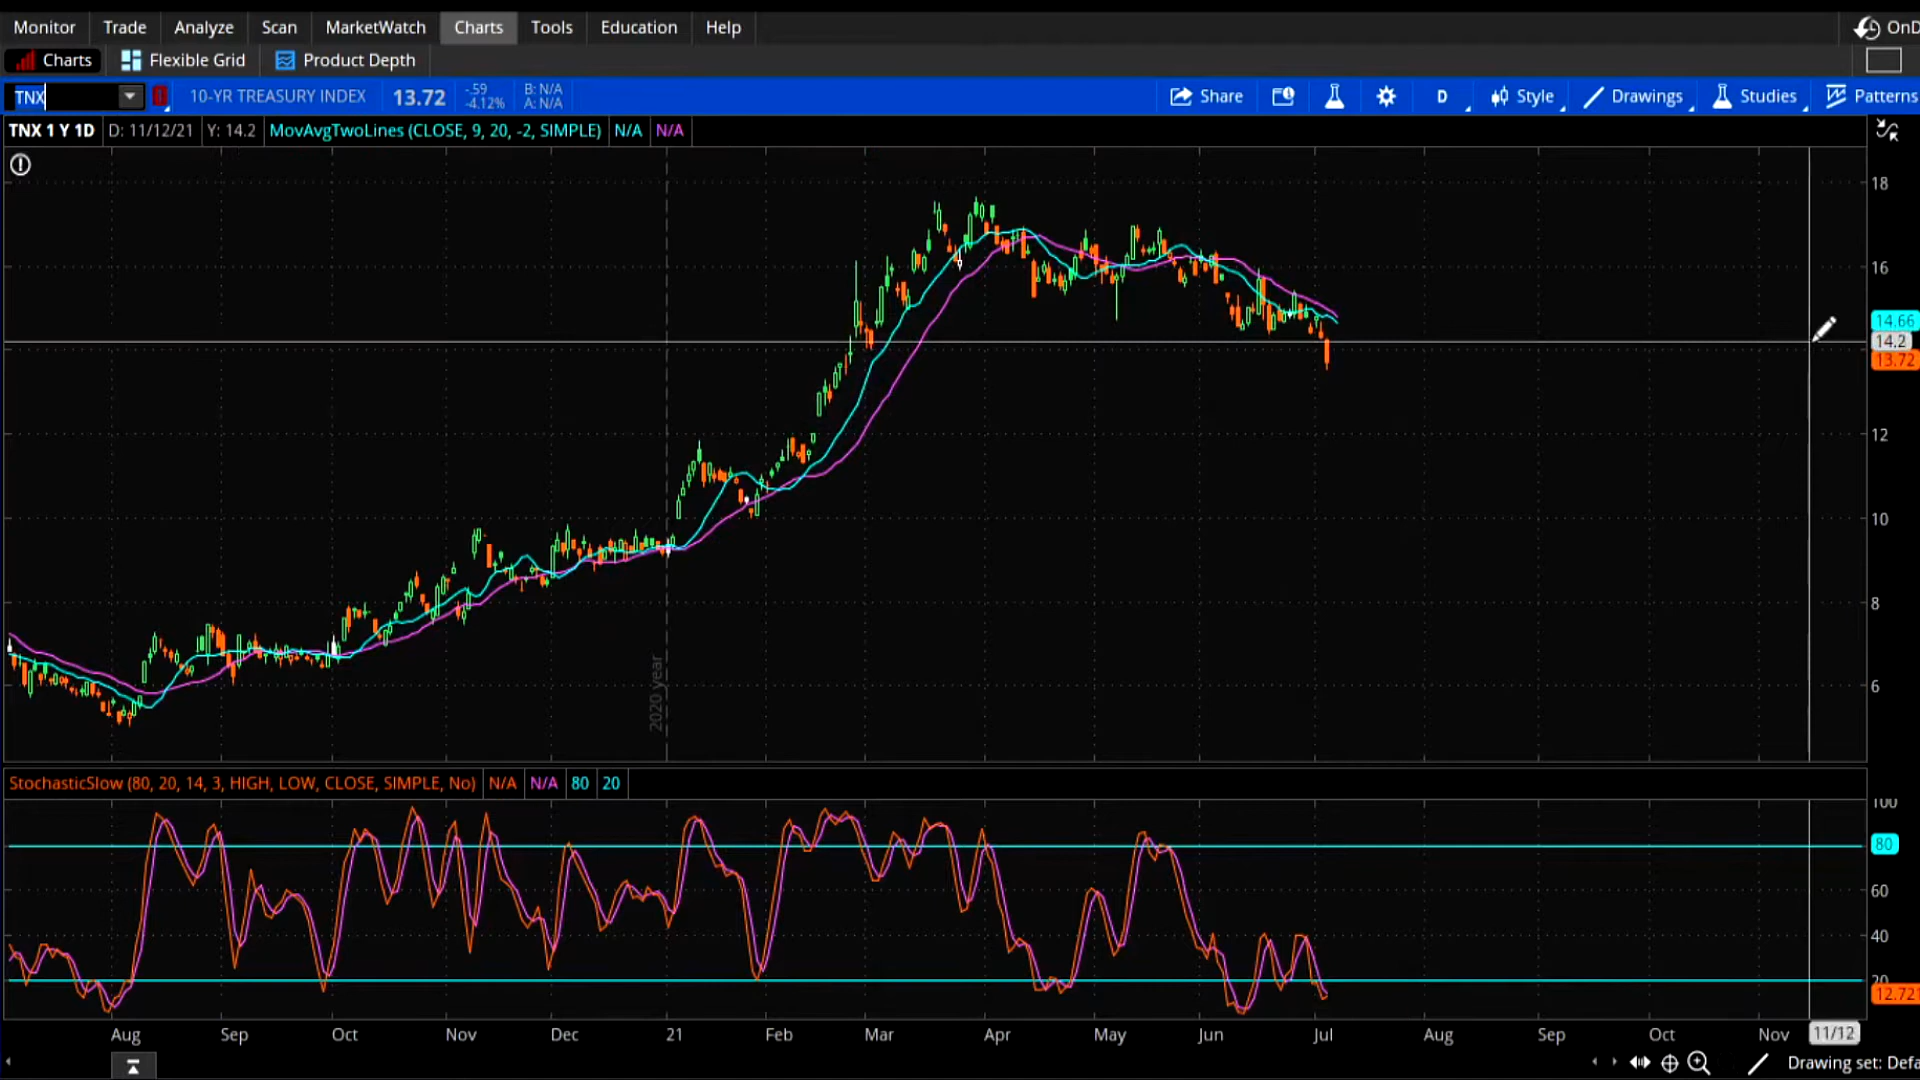 Monitor Trade Analyze Scan MarketWatch Charts Tools Education Help OnD
Charts Flexible Grid Product Depth
TNX 1 10-YR TREASURY INDEX 13.72 -.59 -4.12% B: N/A A: N/A Share D Style Drawings Studies Patterns
TNX 1 Y 1D D: 11/12/21 Y: 14.2 MovAvgTwoLines (CLOSE, 9, 20, -2, SIMPLE) N/A N/A
18
16
14.66
14.2
13.72
12
10
8
6
2020 year
StochasticSlow (80, 20, 14, 3, HIGH, LOW, CLOSE, SIMPLE, No) N/A N/A 80 20
100
80
60
40
20
12.721
Aug Sep Oct Nov Dec 21 Feb Mar Apr May Jun Jul Aug Sep Oct Nov 11/12
Drawing set: Defa